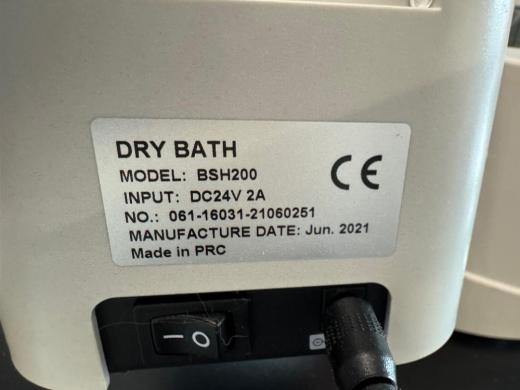 DRY BATH
MODEL: BSH200
INPUT: DC24V 2A
NO.: 061-16031-21060251
MANUFACTURE DATE: Jun. 2021
Made in PRC
CE